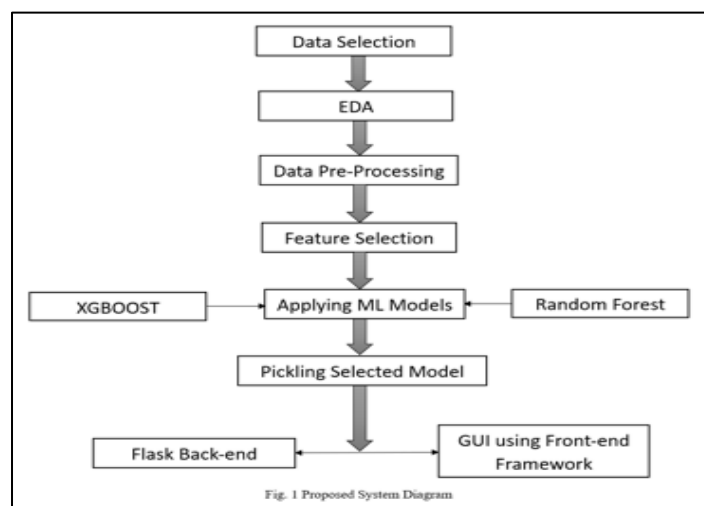 Data Selection
EDA
Data Pre-Processing
Feature Selection
XGBOOST
Applying ML Models
Random Forest
Pickling Selected Model
Flask Back-end
GUI using Front-end
Framework
Fig. 1 Proposed System Diagram